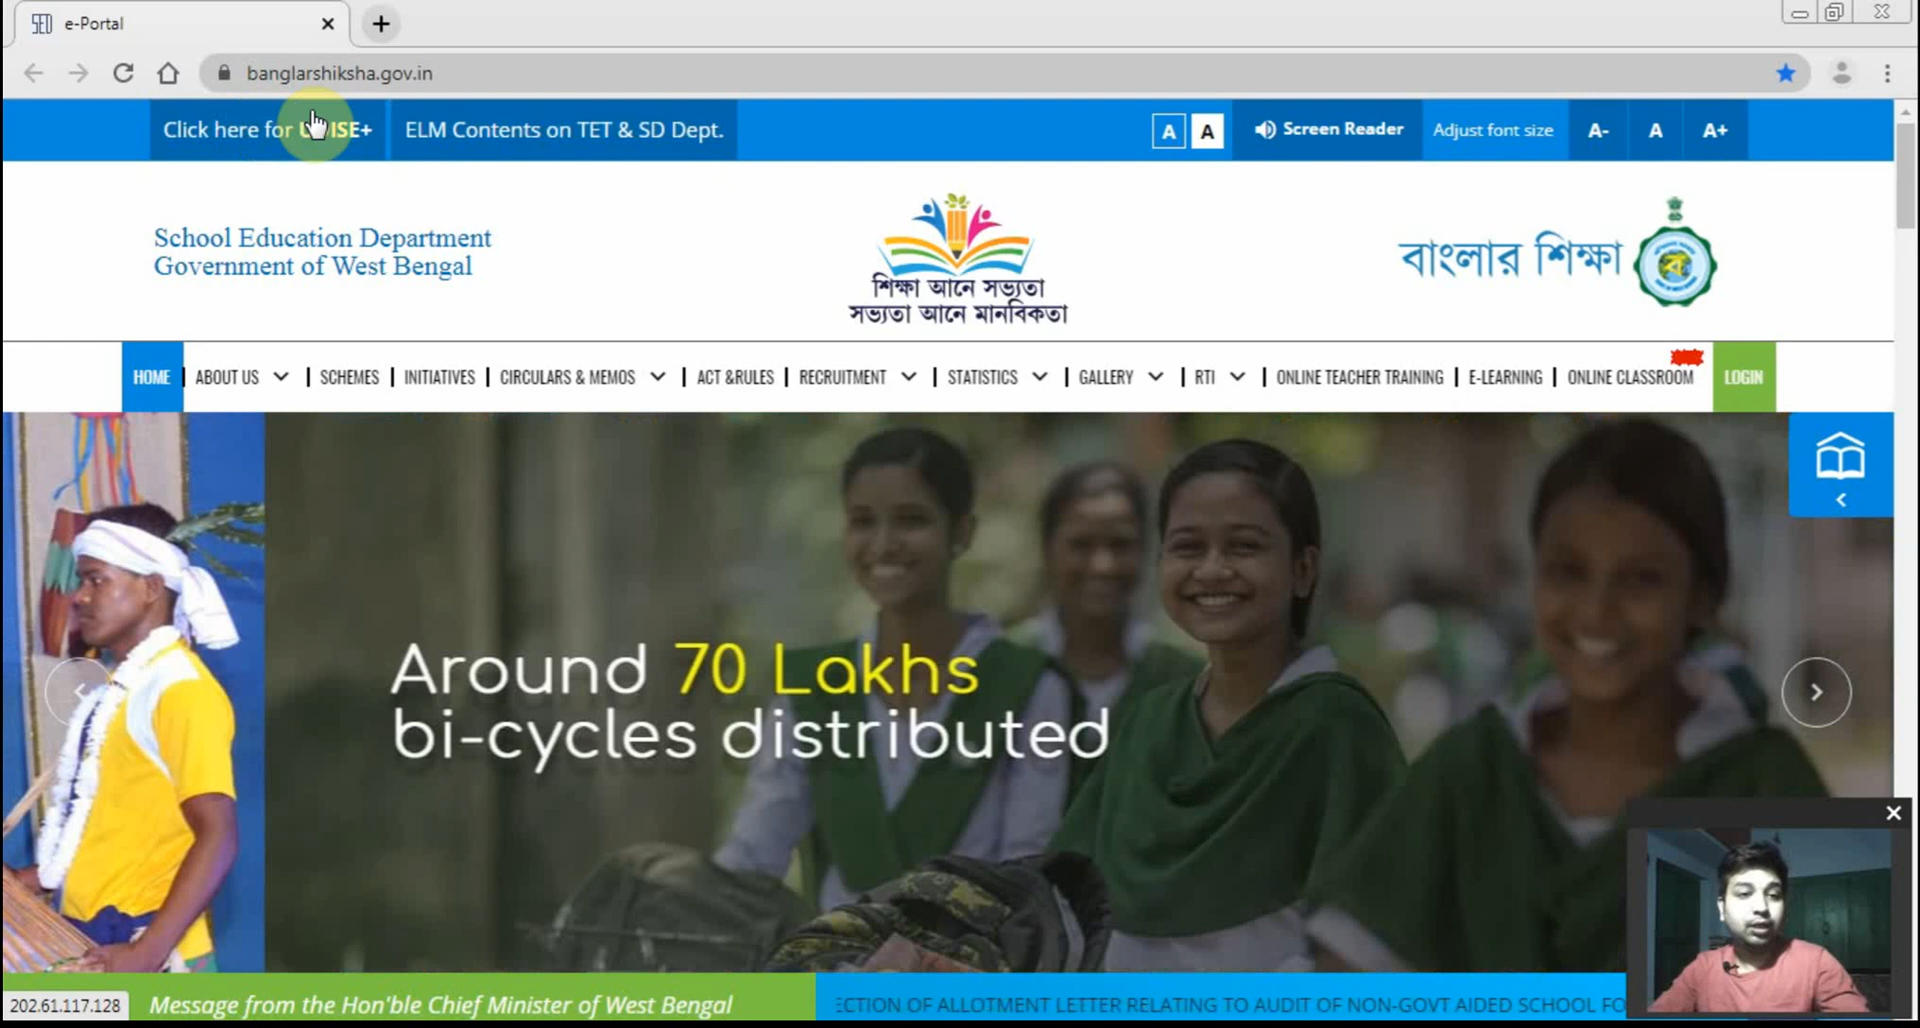 e-Portal
banglarshiksha.gov.in
Click here for U ISE+
ELM Contents on TET & SD Dept.
A
A
Screen Reader
Adjust font size
A-
A
A+
School Education Department
Government of West Bengal
শিক্ষা আনে সভ্যতা
সভ্যতা আনে মানবিকতা
বাংলার শিক্ষা
HOME
ABOUT US
SCHEMES
INITIATIVES
CIRCULARS & MEMOS
ACT &RULES
RECRUITMENT
STATISTICS
GALLERY
RTI
ONLINE TEACHER TRAINING
E-LEARNING
ONLINE CLASSROOM
LOGIN
Around 70 Lakhs
bi-cycles distributed
202.61.117.128
Message from the Hon'ble Chief Minister of West Bengal
ECTION OF ALLOTMENT LETTER RELATING TO AUDIT OF NON-GOVT AIDED SCHOOL FO